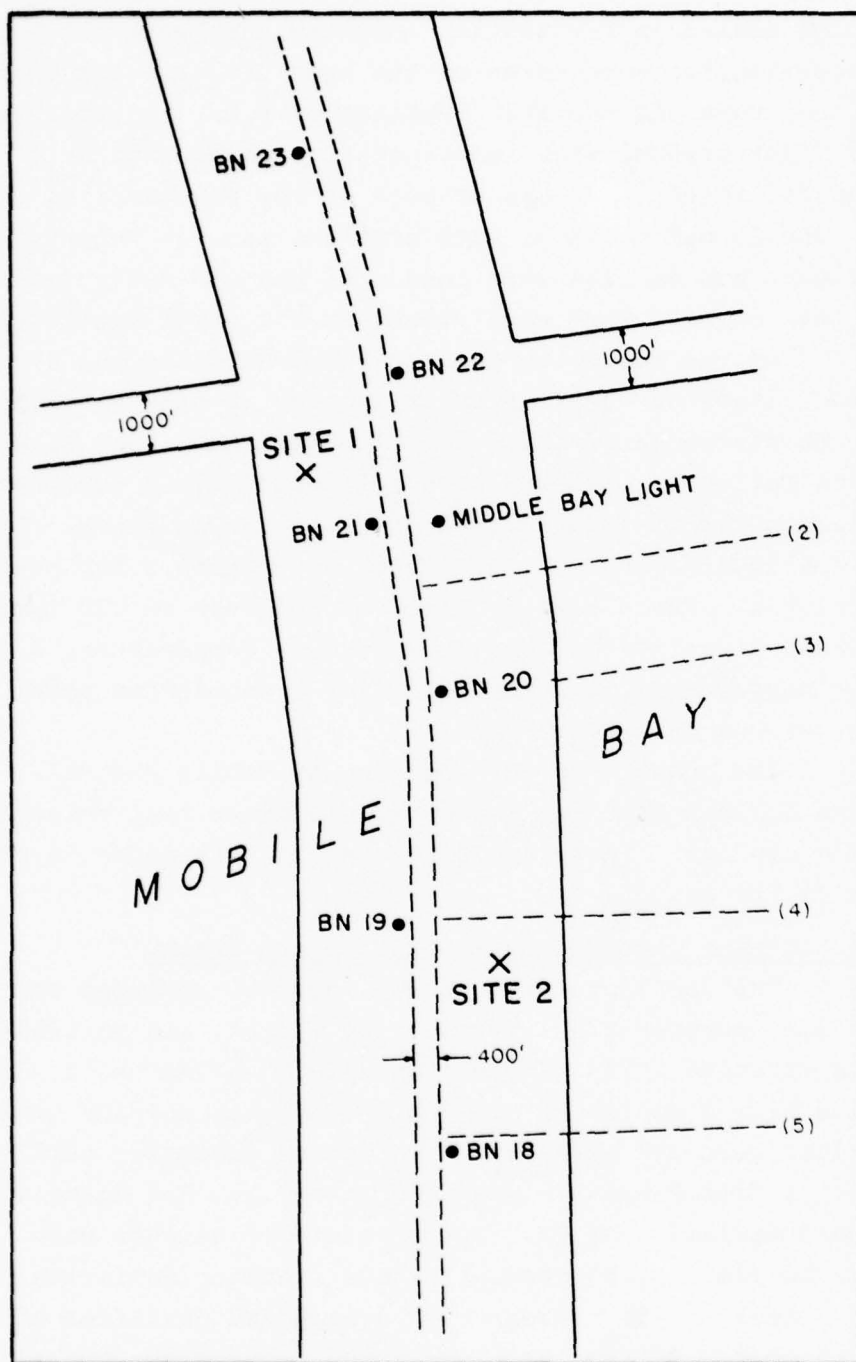 BN 23
BN 22
1000'
1000'
SITE 1
BN 21
MIDDLE BAY LIGHT
(2)
(3)
BN 20
BAY
MOBILE
BN 19
(4)
SITE 2
400'
(5)
BN 18